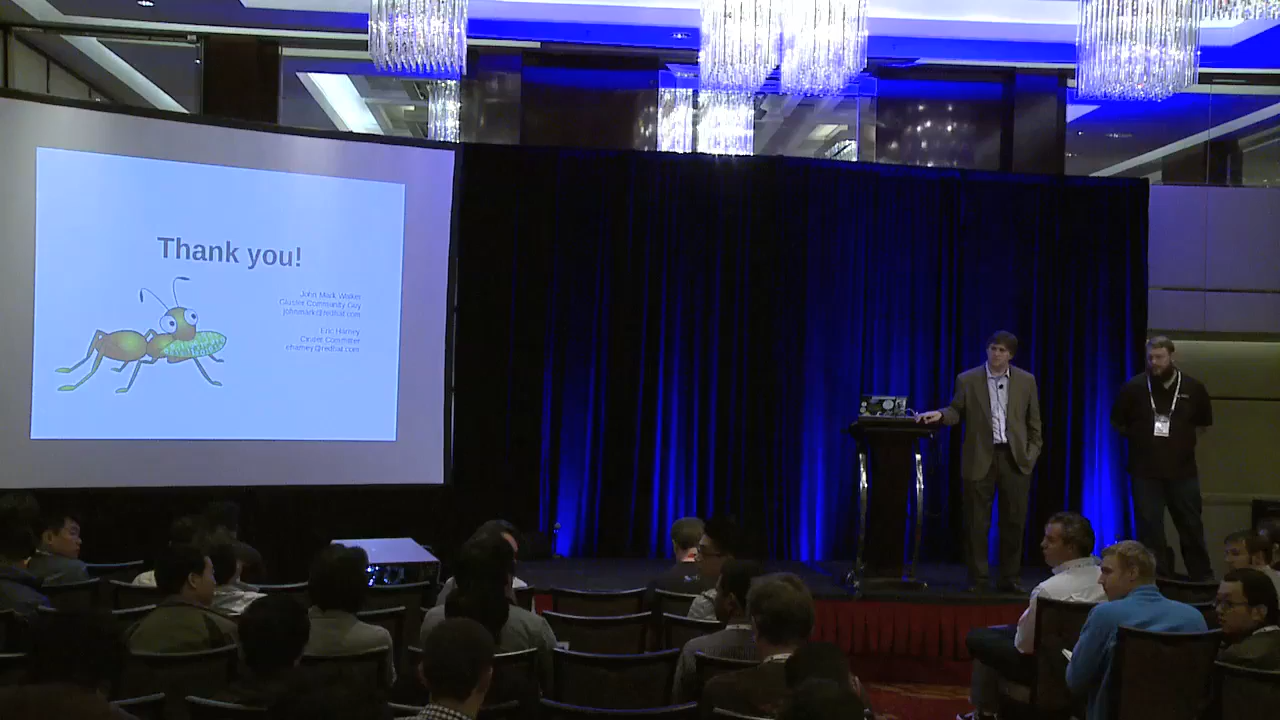 Thank you!
John Mark Walker
Gluster Community Guy
johnmark@redhat.com
Eric Harney
Cinder Committer
eharney@redhat.com